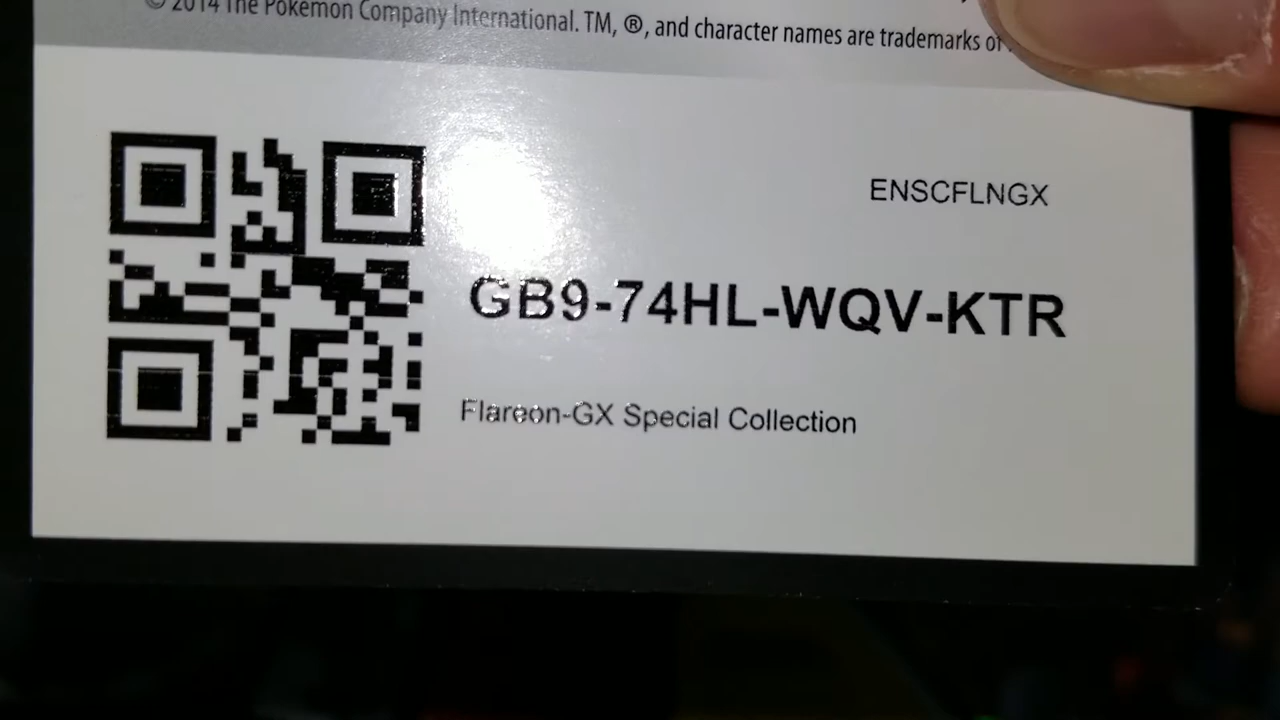 © 2014 The Pokémon Company International. TM, ®, and character names are trademarks of
ENSCFLNGX
GB9-74HL-WQV-KTR
Flareon-GX Special Collection